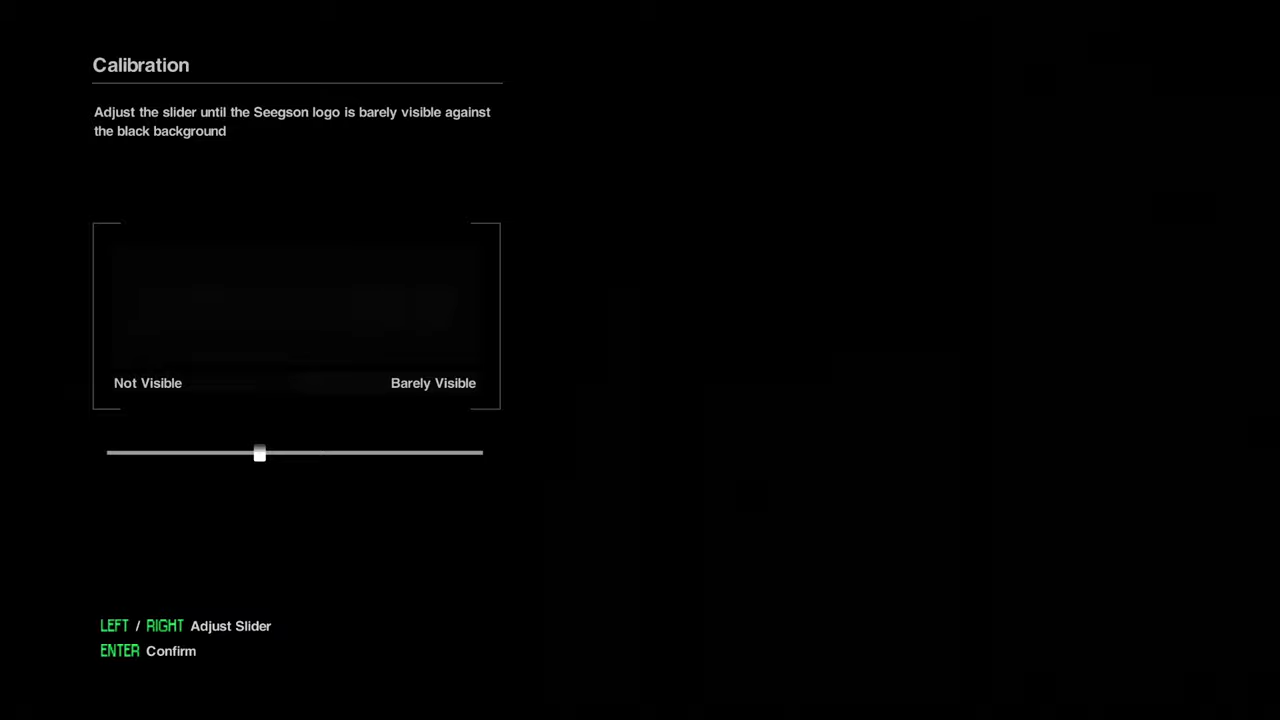 Calibration
Adjust the slider until the Seegson logo is barely visible against
the black background
Not Visible
Barely Visible
LEFT / RIGHT Adjust Slider
ENTER Confirm